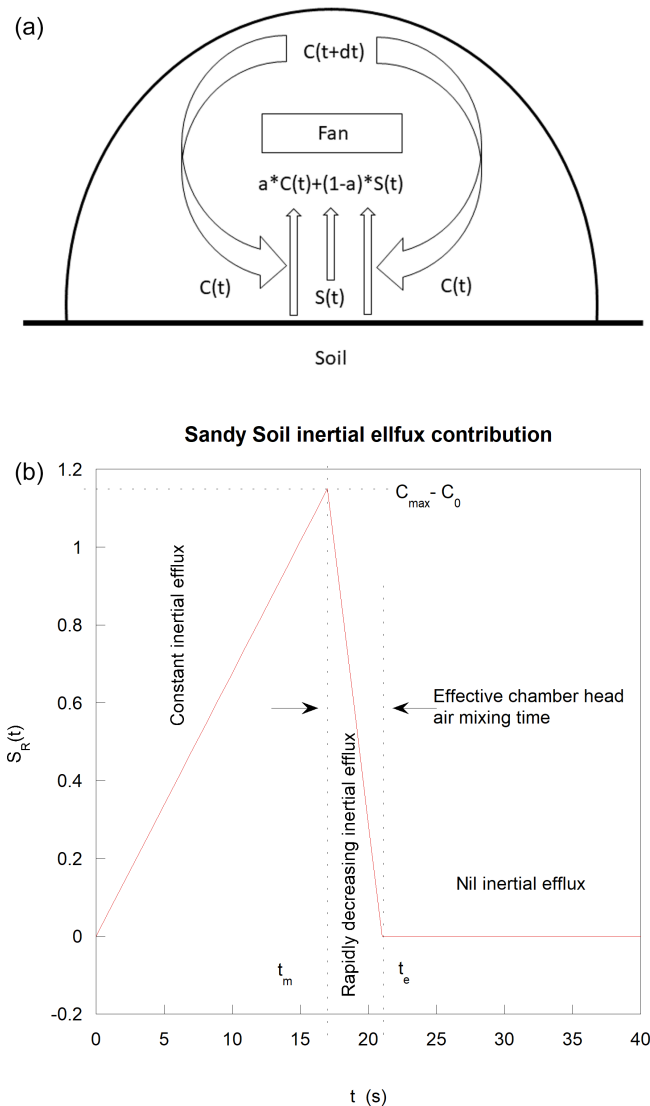 (a)
C(t+dt)
Fan
a*C(t)+(1-a)*S(t)
C(t)
S(t)
C(t)
Soil
Sandy Soil inertial ellfux contribution
(b)
1.2
C_max - C_0
1
Constant inertial efflux
0.8
Effective chamber head
air mixing time
0.6
S_R(t)
Rapidly decreasing inertial efflux
0.4
0.2
Nil inertial efflux
0
t_m
t_e
-0.2
0 5 10 15 20 25 30 35 40
t (s)